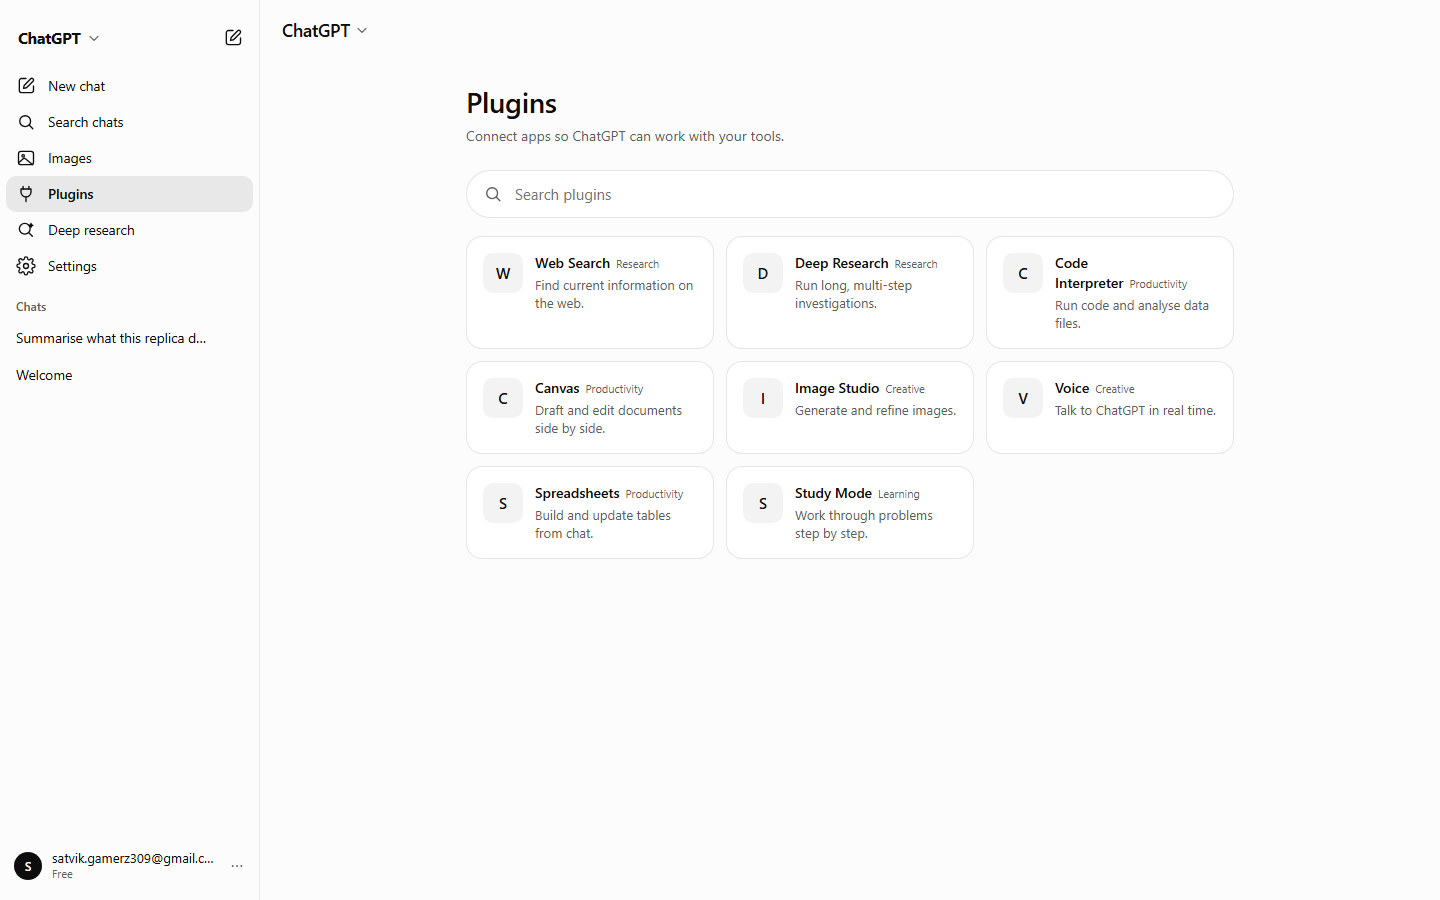 ChatGPT
New chat
Search chats
Images
Plugins
Deep research
Settings
Chats
Summarise what this replica d...
Welcome
S
satvik.gamerz309@gmail.c...
Free
ChatGPT
Plugins
Connect apps so ChatGPT can work with your tools.
Search plugins
W
Web Search Research
Find current information on
the web.
D
Deep Research Research
Run long, multi-step
investigations.
C
Code
Interpreter Productivity
Run code and analyse data
files.
C
Canvas Productivity
Draft and edit documents
side by side.
I
Image Studio Creative
Generate and refine images.
V
Voice Creative
Talk to ChatGPT in real time.
S
Spreadsheets Productivity
Build and update tables
from chat.
S
Study Mode Learning
Work through problems
step by step.